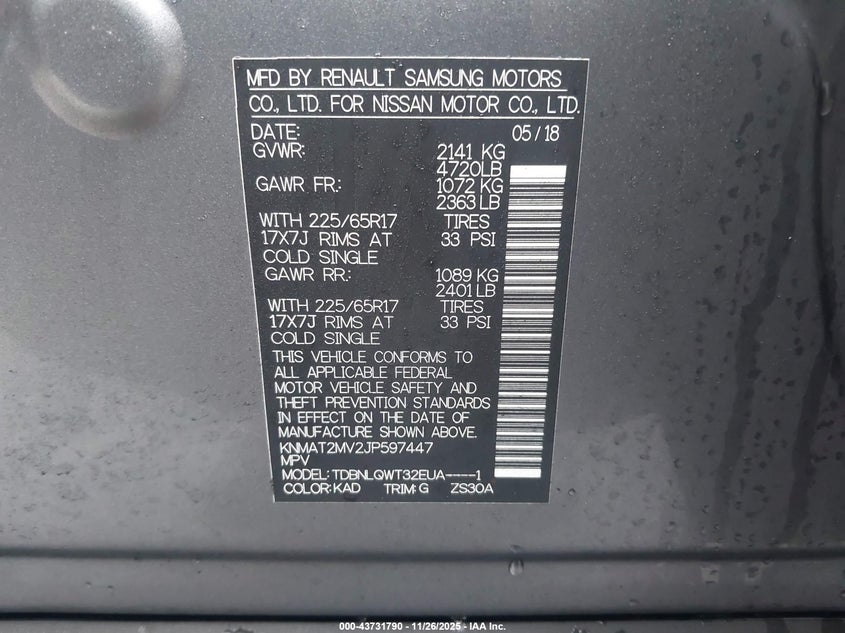 MFD BY RENAULT SAMSUNG MOTORS
CO., LTD. FOR NISSAN MOTOR CO., LTD.
DATE: 05/18
GVWR: 2141 KG
4720LB
GAWR FR.: 1072 KG
2363 LB
WITH 225/65R17 TIRES
17X7J RIMS AT 33 PSI
COLD SINGLE
GAWR RR.: 1089 KG
2401 LB
WITH 225/65R17 TIRES
17X7J RIMS AT 33 PSI
COLD SINGLE
THIS VEHICLE CONFORMS TO
ALL APPLICABLE FEDERAL
MOTOR VEHICLE SAFETY AND
THEFT PREVENTION STANDARDS
IN EFFECT ON THE DATE OF
MANUFACTURE SHOWN ABOVE.
KNMAT2MV2JP597447
MPV
MODEL: TDBNLQWT32EUA----1
COLOR: KAD TRIM: G ZS30A
000-43731790 - 11/26/2025 - IAA Inc.